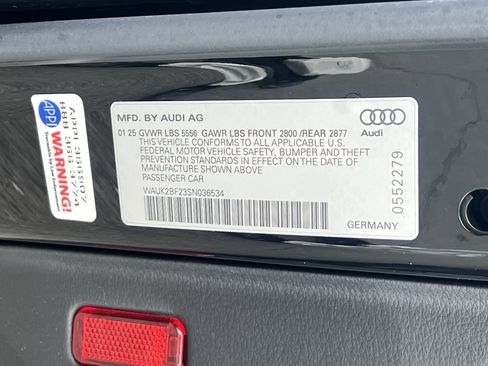 MFD. BY AUDI AG
01 25 GVWR LBS 5556 GAWR LBS FRONT 2800 /REAR 2877
THIS VEHICLE CONFORMS TO ALL APPLICABLE U.S.
FEDERAL MOTOR VEHICLE SAFETY, BUMPER AND THEFT
PREVENTION STANDARDS IN EFFECT ON THE DATE OF
MANUFACTURE SHOWN ABOVE
PASSENGER CAR
WAUK2BF23SN036534
Audi
0552279
GERMANY
APPI
WARNING!